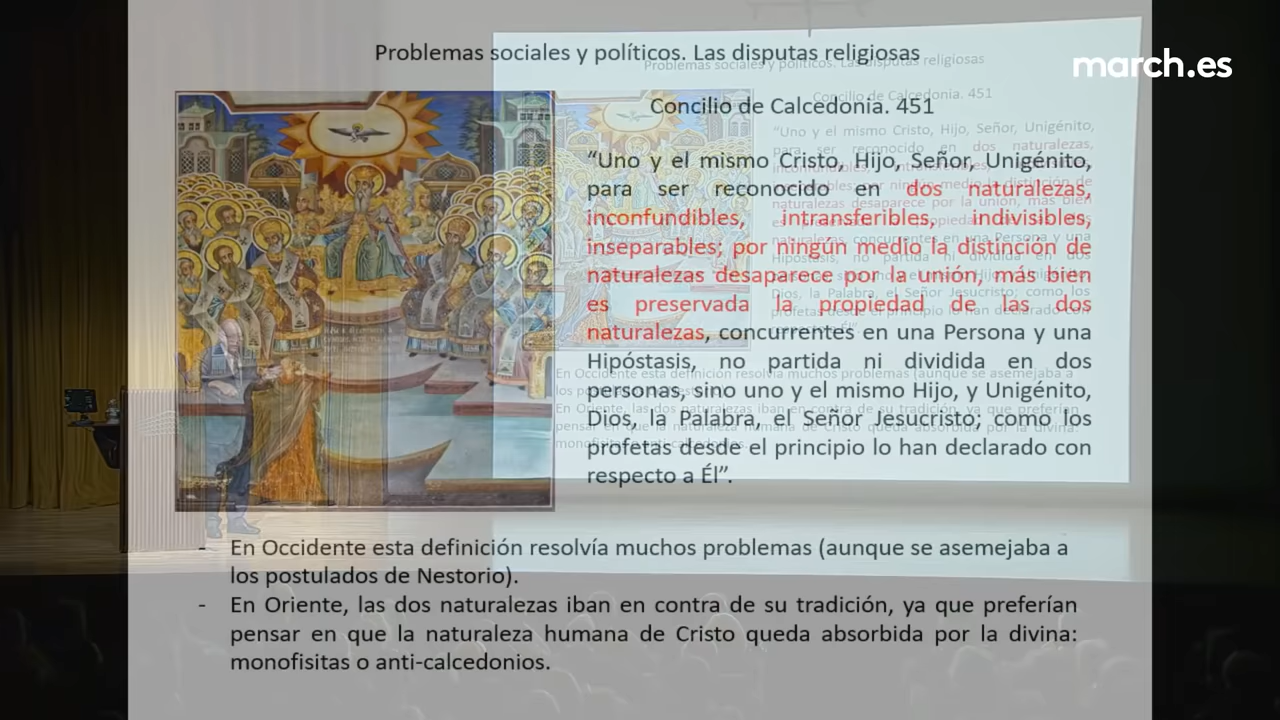 Problemas sociales y políticos. Las disputas religiosas
march.es
Concilio de Calcedonia. 451
“Uno y el mismo Cristo, Hijo, Señor, Unigénito,
para ser reconocido en dos naturalezas,
inconfundibles, intransferibles, indivisibles,
inseparables; por ningún medio la distinción de
naturalezas desaparece por la unión, más bien
es preservada la propiedad de las dos
naturalezas, concurrentes en una Persona y una
Hipóstasis, no partida ni dividida en dos
personas, sino uno y el mismo Hijo, y Unigénito,
Dios, la Palabra, el Señor Jesucristo; como los
profetas desde el principio lo han declarado con
respecto a Él”.
- En Occidente esta definición resolvía muchos problemas (aunque se asemejaba a
los postulados de Nestorio).
- En Oriente, las dos naturalezas iban en contra de su tradición, ya que preferían
pensar en que la naturaleza humana de Cristo queda absorbida por la divina:
monofisitas o anti-calcedonios.